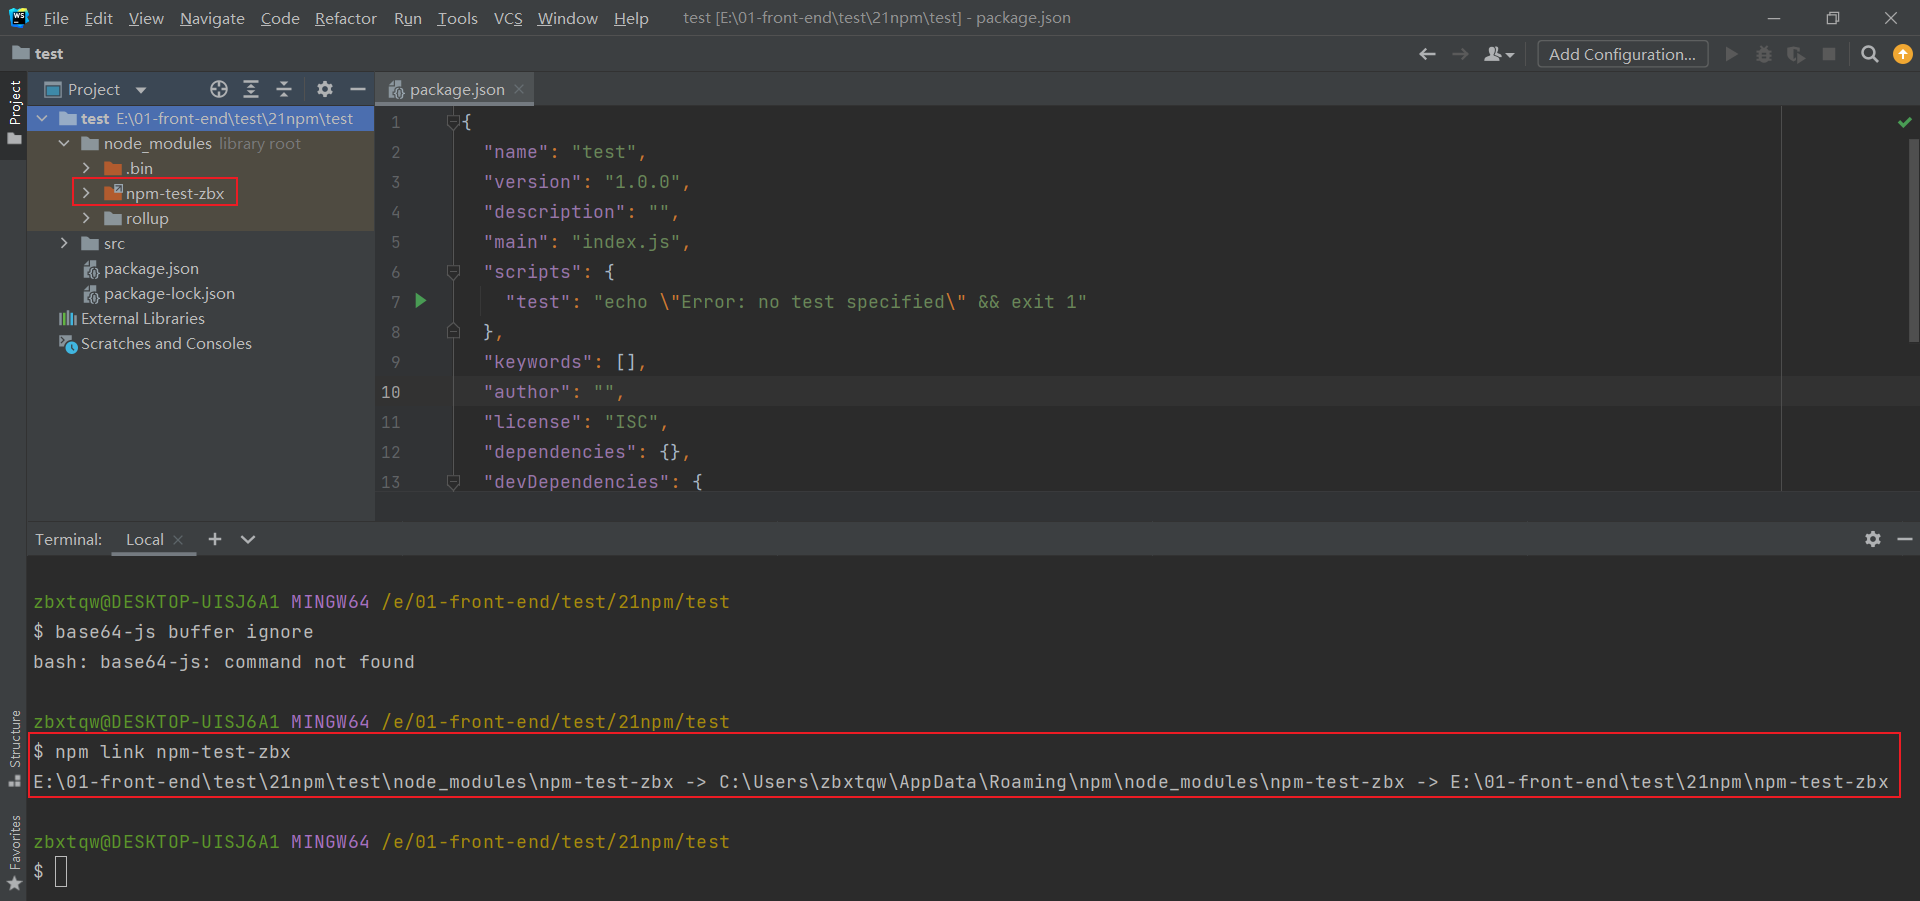 WS File Edit View Navigate Code Refactor Run Tools VCS Window Help test [E:\01-front-end\test\21npm\test] - package.json
test Add Configuration...
Project package.json
Project
test E:\01-front-end\test\21npm\test
node_modules library root
.bin
npm-test-zbx
rollup
src
package.json
package-lock.json
External Libraries
Scratches and Consoles
1 {
2 "name": "test",
3 "version": "1.0.0",
4 "description": "",
5 "main": "index.js",
6 "scripts": {
7 "test": "echo \"Error: no test specified\" && exit 1"
8 },
9 "keywords": [],
10 "author": "",
11 "license": "ISC",
12 "dependencies": {},
13 "devDependencies": {
Terminal: Local
zbxtqw@DESKTOP-UISJ6A1 MINGW64 /e/01-front-end/test/21npm/test
$ base64-js buffer ignore
bash: base64-js: command not found
zbxtqw@DESKTOP-UISJ6A1 MINGW64 /e/01-front-end/test/21npm/test
$ npm link npm-test-zbx
E:\01-front-end\test\21npm\test\node_modules\npm-test-zbx -> C:\Users\zbxtqw\AppData\Roaming\npm\node_modules\npm-test-zbx -> E:\01-front-end\test\21npm\npm-test-zbx
zbxtqw@DESKTOP-UISJ6A1 MINGW64 /e/01-front-end/test/21npm/test
$
Structure
Favorites